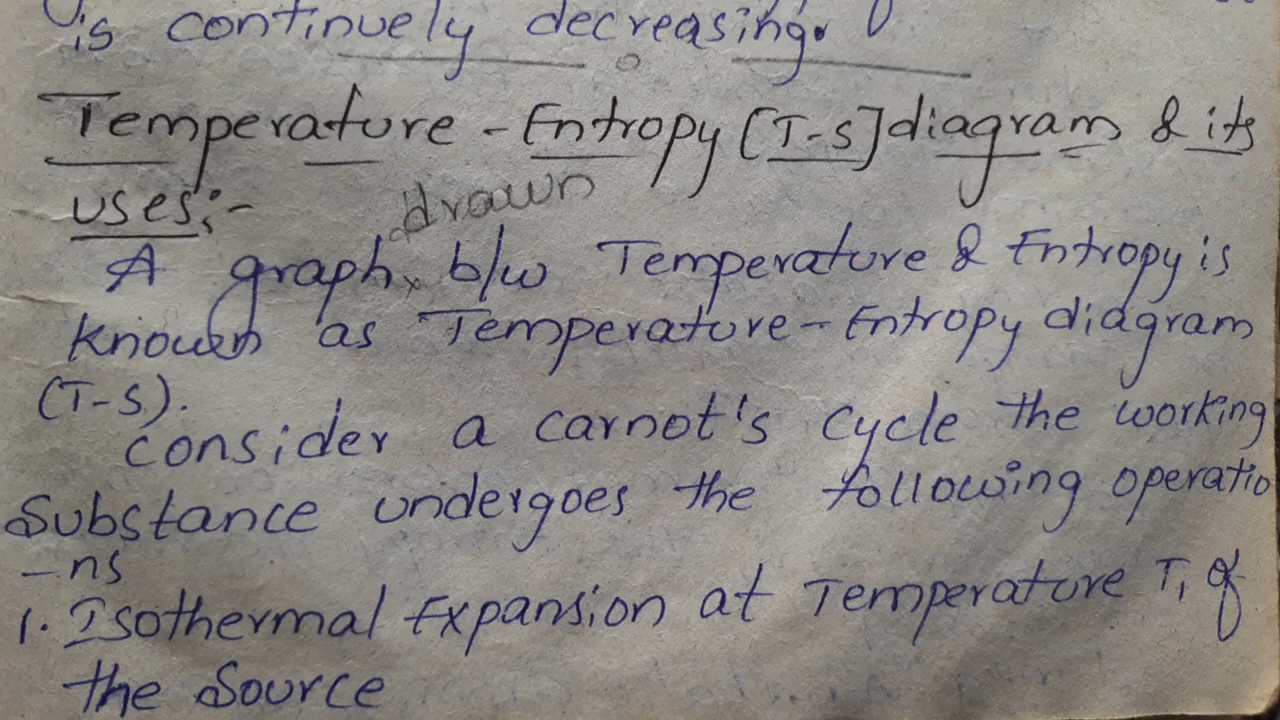 is continuely decreasing.
Temperature - Entropy [T-S] diagram & its
uses:-
drawn
A graph x b/w Temperature & Entropy is
known as Temperature - Entropy diagram
(T-S).
consider a carnot's cycle the working
substance undergoes the following operatio
-ns
1. Isothermal Expansion at Temperature T₁ of
the Source